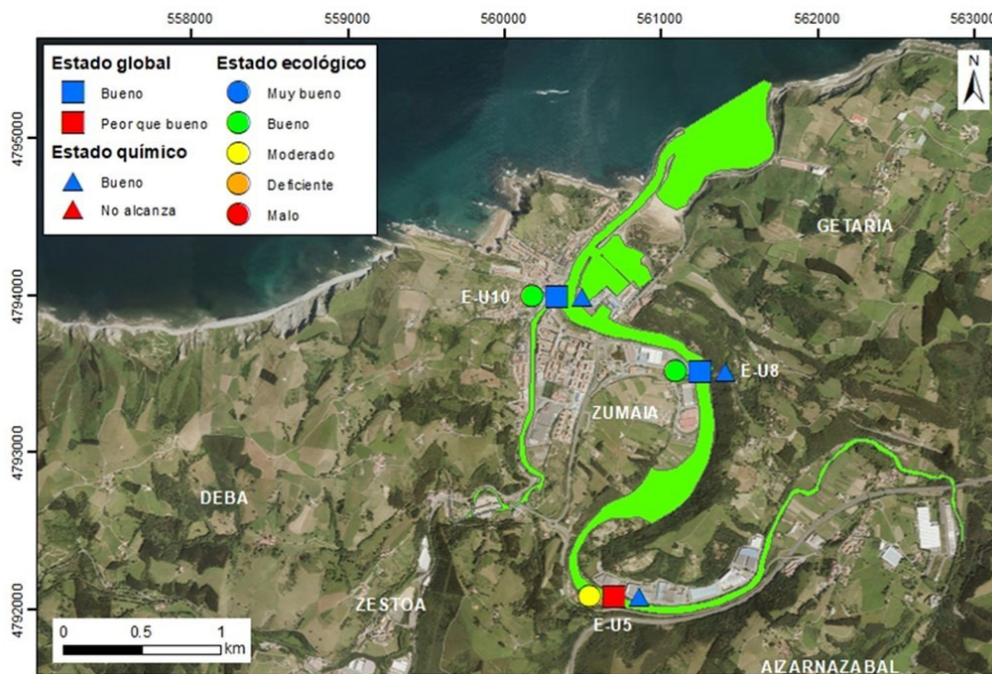 558000 559000 560000 561000 562000 563000
Estado global
Bueno
Peor que bueno
Estado químico
Bueno
No alcanza
Estado ecológico
Muy bueno
Bueno
Moderado
Deficiente
Malo
N
4795000
4794000
4793000
4792000
GETARIA
E-U10
E-U8
ZUMAIA
DEBA
ZESTOA
E-U5
AIZARNAZABAL
0 0.5 1
km